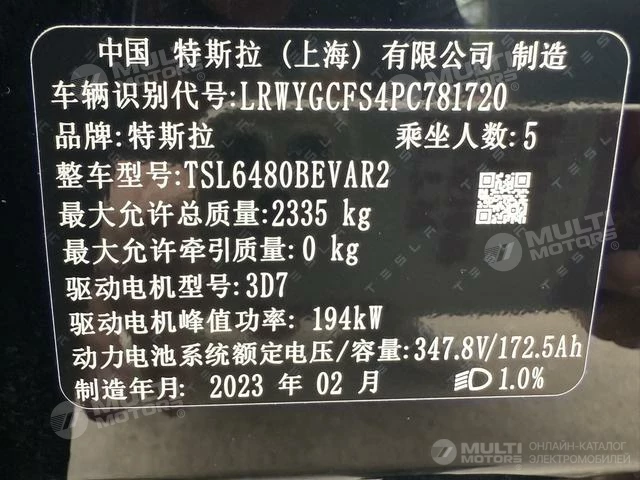 中国 特斯拉 (上海) 有限公司 制造
车辆识别代号:LRWYGCFS4PC781720
品牌:特斯拉 乘坐人数:5
整车型号:TSL6480BEVAR2
最大允许总质量:2335 kg
最大允许牵引质量:0 kg
驱动电机型号:3D7
驱动电机峰值功率: 194kW
动力电池系统额定电压/容量:347.8V/172.5Ah
制造年月:2023 年 02 月 1.0%
MULTI MOTORS
TESLA
MULTI MOTORS ОНЛАЙН-КАТАЛОГ ЭЛЕКТРОМОБИЛЕЙ